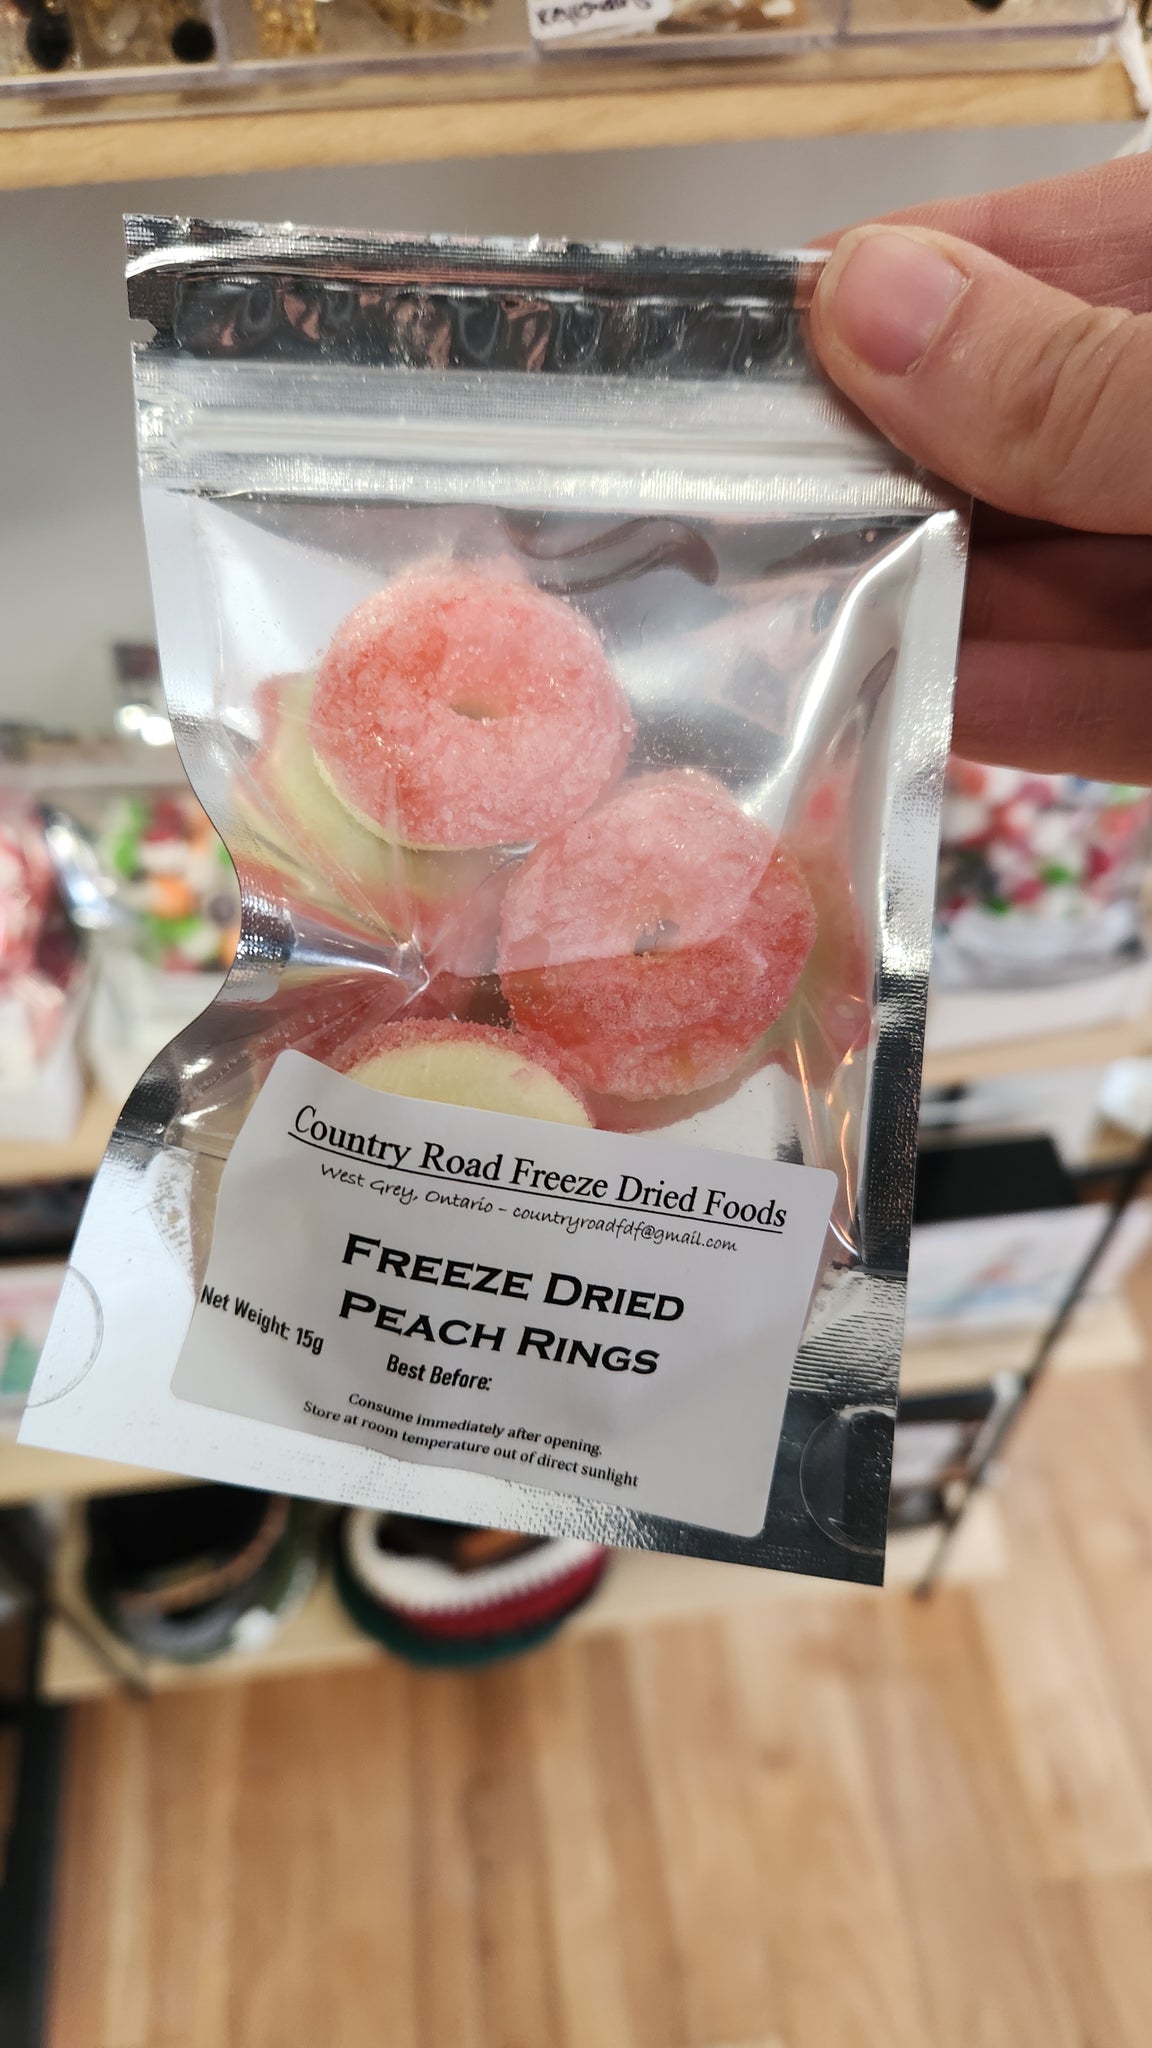 Country Road Freeze Dried Foods
West Grey, Ontario - countryroadfdf@gmail.com
FREEZE DRIED
PEACH RINGS
Net Weight: 15g
Best Before:
Consume immediately after opening.
Store at room temperature out of direct sunlight